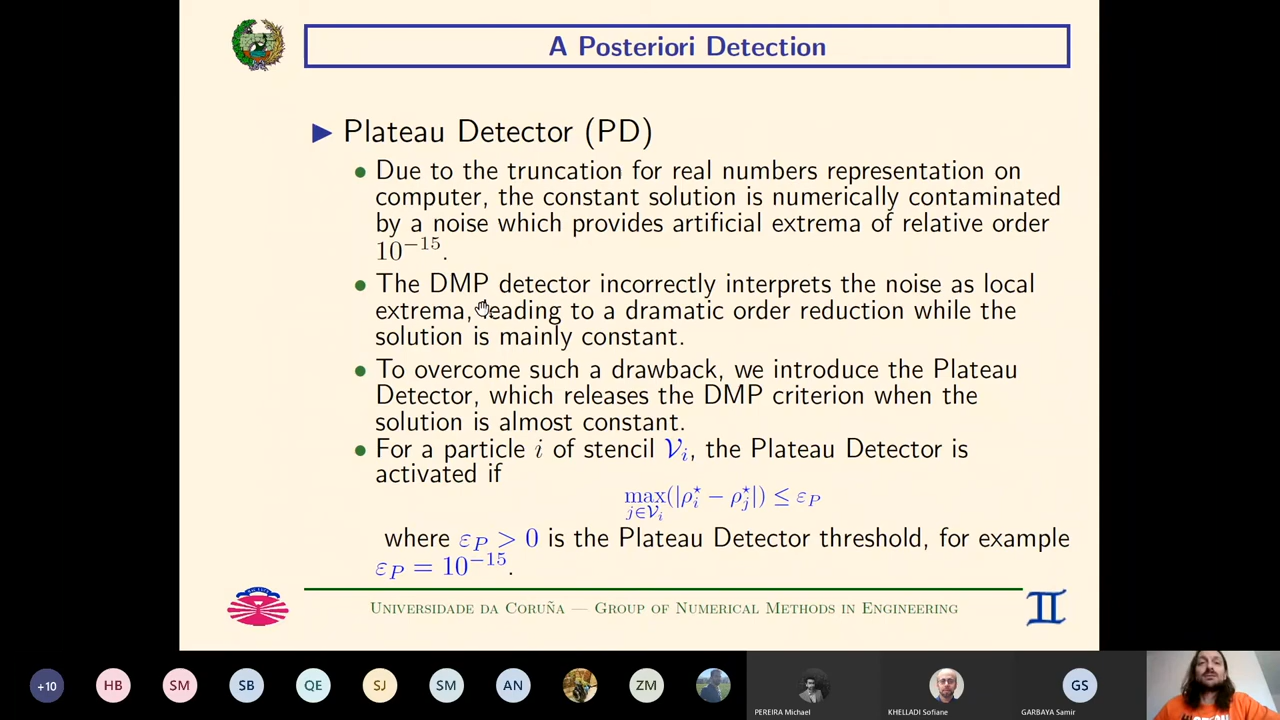 A Posteriori Detection
▶ Plateau Detector (PD)
• Due to the truncation for real numbers representation on
computer, the constant solution is numerically contaminated
by a noise which provides artificial extrema of relative order
10⁻¹⁵.
• The DMP detector incorrectly interprets the noise as local
extrema, leading to a dramatic order reduction while the
solution is mainly constant.
• To overcome such a drawback, we introduce the Plateau
Detector, which releases the DMP criterion when the
solution is almost constant.
• For a particle i of stencil 𝒱ᵢ, the Plateau Detector is
activated if
max(|ρᵢ* − ρⱼ*|) ≤ ε_P
j∈𝒱ᵢ
where ε_P > 0 is the Plateau Detector threshold, for example
ε_P = 10⁻¹⁵.
Universidade da Coruña — Group of Numerical Methods in Engineering
+10 HB SM SB QE SJ SM AN ZM GS
PEREIRA Michael KHELLADI Sofiane GARBAYA Samir